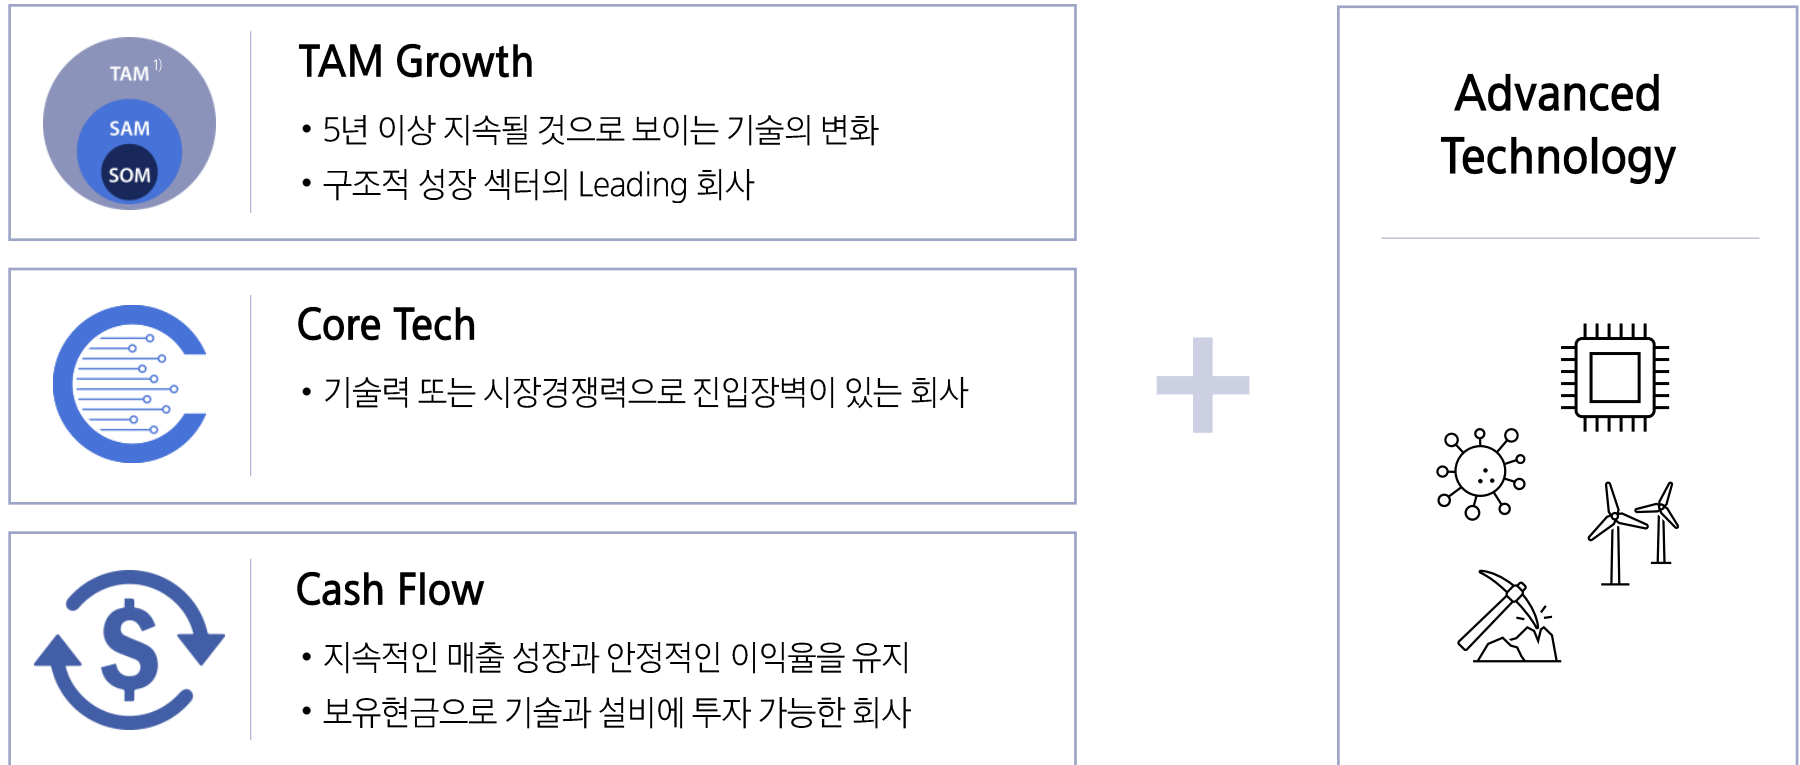 TAM 1)
SAM
SOM
TAM Growth
• 5년 이상 지속될 것으로 보이는 기술의 변화
• 구조적 성장 섹터의 Leading 회사
Core Tech
• 기술력 또는 시장경쟁력으로 진입장벽이 있는 회사
$
Cash Flow
• 지속적인 매출 성장과 안정적인 이익율을 유지
• 보유현금으로 기술과 설비에 투자 가능한 회사
+
Advanced
Technology